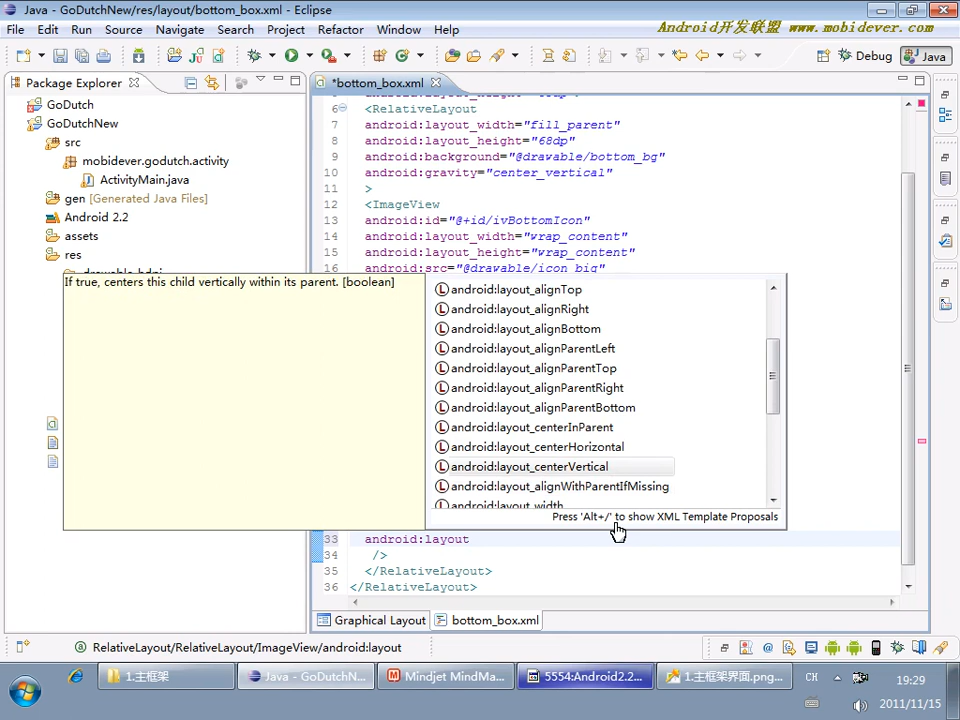 Java - GoDutchNew/res/layout/bottom_box.xml - Eclipse
File Edit Run Source Navigate Search Project Refactor Window Help
Android开发联盟 www.mobidever.com
Debug Java
Package Explorer
*bottom_box.xml
GoDutch
GoDutchNew
src
mobidever.godutch.activity
ActivityMain.java
gen [Generated Java Files]
Android 2.2
assets
res
drawable-hdpi
6 <RelativeLayout
7 android:layout_width="fill_parent"
8 android:layout_height="68dp"
9 android:background="@drawable/bottom_bg"
10 android:gravity="center_vertical"
11 >
12 <ImageView
13 android:id="@+id/ivBottomIcon"
14 android:layout_width="wrap_content"
15 android:layout_height="wrap_content"
16 android:src="@drawable/icon_big"
If true, centers this child vertically within its parent. [boolean]
android:layout_alignTop
android:layout_alignRight
android:layout_alignBottom
android:layout_alignParentLeft
android:layout_alignParentTop
android:layout_alignParentRight
android:layout_alignParentBottom
android:layout_centerInParent
android:layout_centerHorizontal
android:layout_centerVertical
android:layout_alignWithParentIfMissing
android:layout_width
Press 'Alt+/' to show XML Template Proposals
33 android:layout
34 />
35 </RelativeLayout>
36 </RelativeLayout>
Graphical Layout bottom_box.xml
RelativeLayout/RelativeLayout/ImageView/android:layout
1.主框架
Java - GoDutchN...
Mindjet MindMa...
5554:Android2.2...
1.主框架界面.png...
CH
19:29
2011/11/15